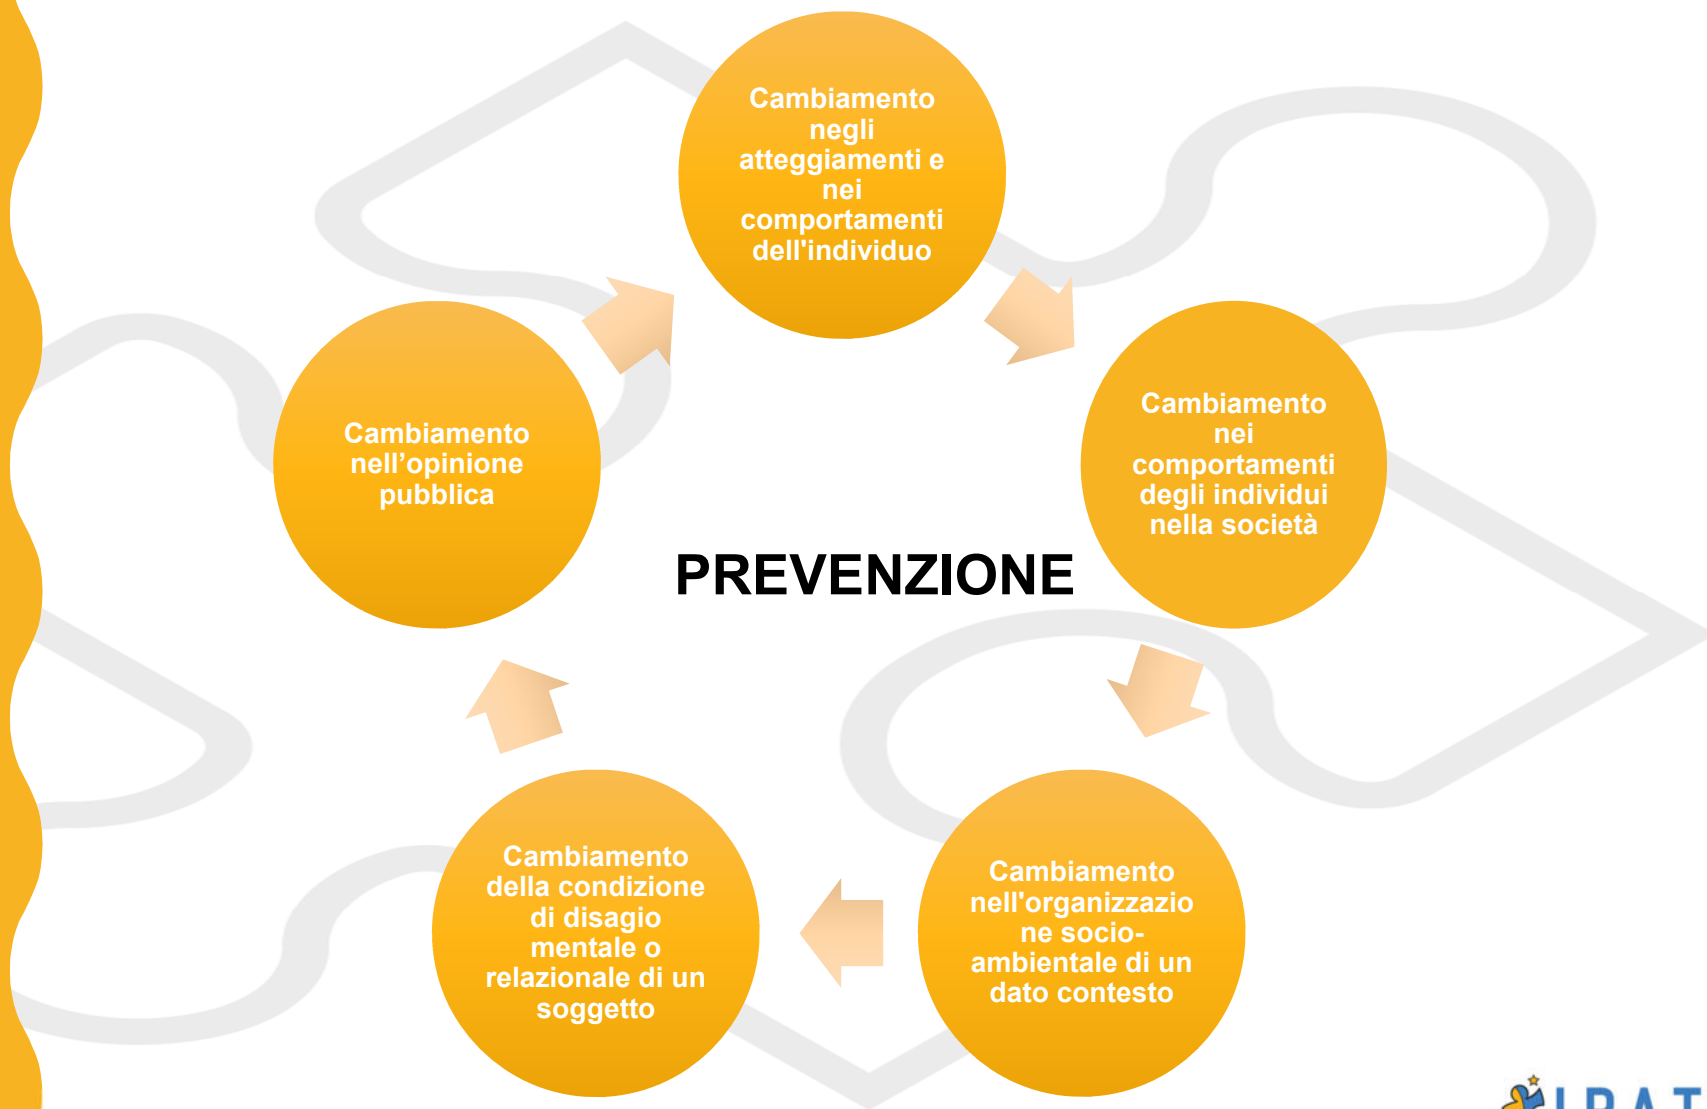 Cambiamento
negli
atteggiamenti e
nei
comportamenti
dell'individuo
Cambiamento
nei
comportamenti
degli individui
nella società
Cambiamento
nell'organizzazio
ne socio-
ambientale di un
dato contesto
Cambiamento
della condizione
di disagio
mentale o
relazionale di un
soggetto
Cambiamento
nell’opinione
pubblica
PREVENZIONE